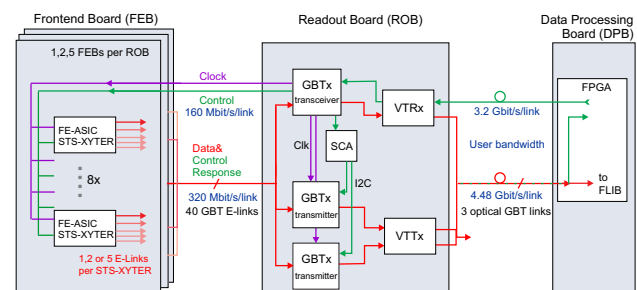 Frontend Board (FEB)
Readout Board (ROB)
Data Processing
Board (DPB)
1,2,5 FEBs per ROB
Clock
Control
160 Mbit/s/link
FE-ASIC
STS-XYTER
8x
FE-ASIC
STS-XYTER
1,2 or 5 E-Links
per STS-XYTER
Data&
Control
Response
320 Mbit/s/link
40 GBT E-links
GBTx
transceiver
VTRx
SCA
Clk
I2C
GBTx
transmitter
GBTx
transmitter
VTTx
3.2 Gbit/s/link
User bandwidth
4.48 Gbit/s/link
3 optical GBT links
FPGA
to
FLIB